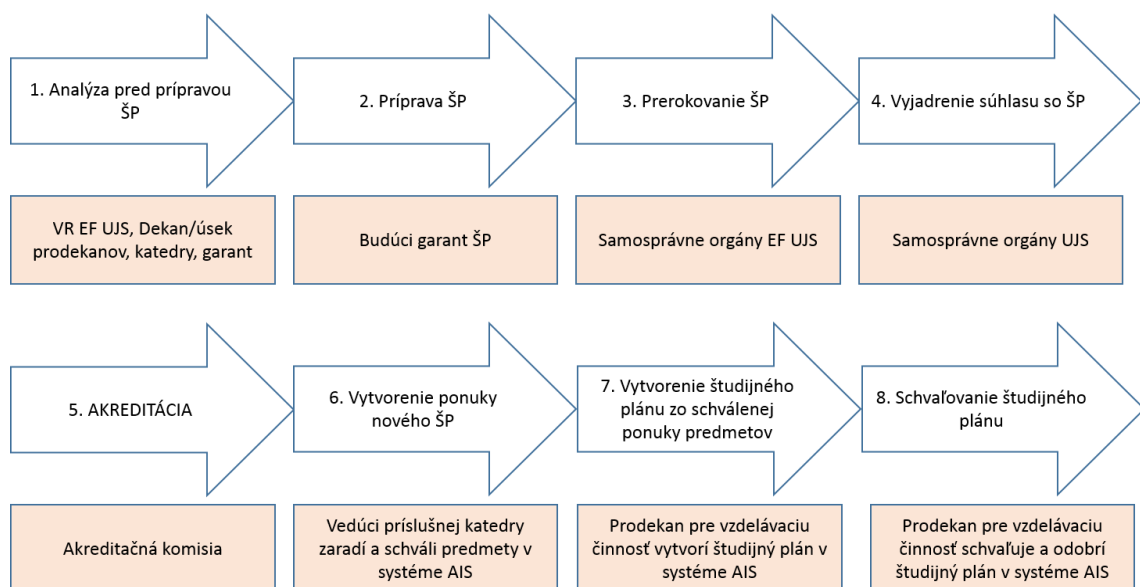 1. Analýza pred prípravou
ŠP
2. Príprava ŠP
3. Prerokovanie ŠP
4. Vyjadrenie súhlasu so ŠP
VR EF UJS, Dekan/úsek
prodekanov, katedry, garant
Budúci garant ŠP
Samosprávne orgány EF UJS
Samosprávne orgány UJS
5. AKREDITÁCIA
6. Vytvorenie ponuky
nového ŠP
7. Vytvorenie študijného
plánu zo schválenej
ponuky predmetov
8. Schvaľovanie študijného
plánu
Akreditačná komisia
Vedúci príslušnej katedry
zaradí a schváli predmety v
systéme AIS
Prodekan pre vzdelávaciu
činnosť vytvorí študijný plán v
systéme AIS
Prodekan pre vzdelávaciu
činnosť schvaľuje a odobrí
študijný plán v systéme AIS